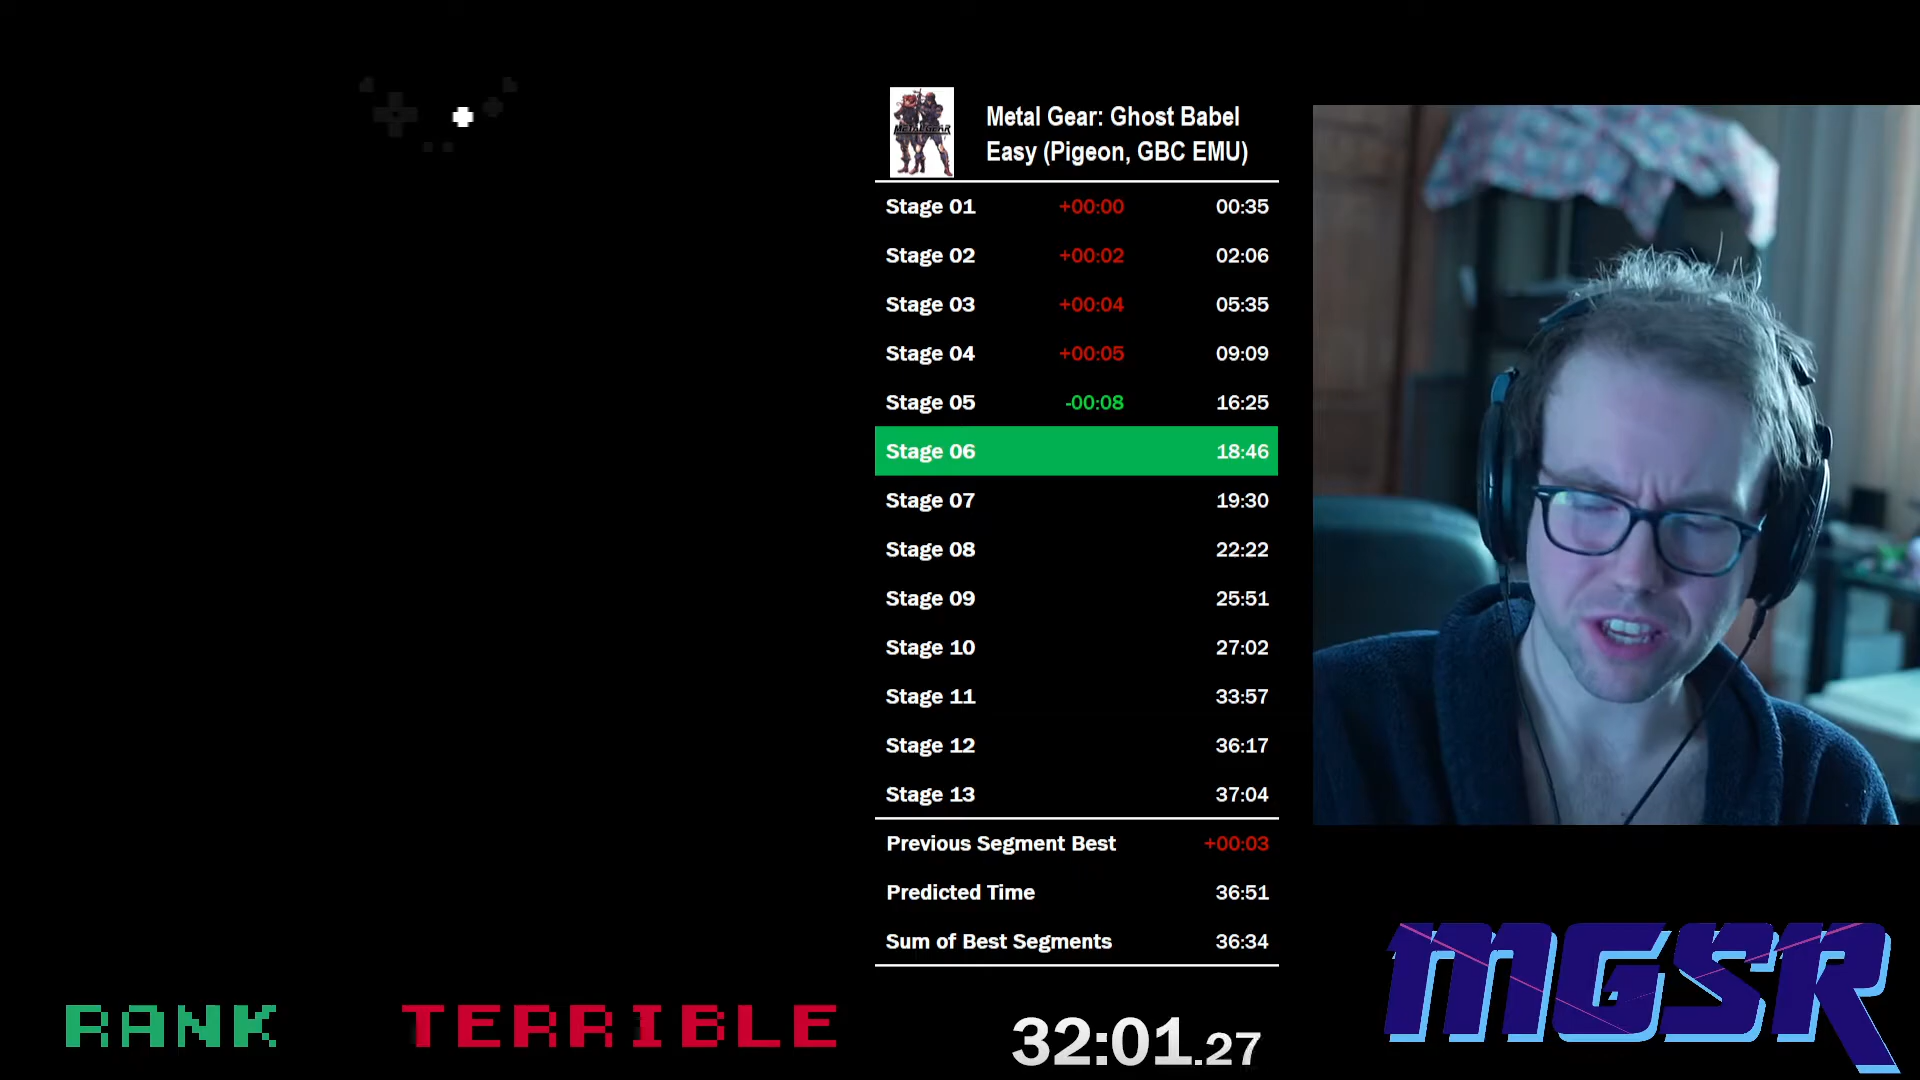 Metal Gear: Ghost Babel
Easy (Pigeon, GBC EMU)
Stage 01 +00:00 00:35
Stage 02 +00:02 02:06
Stage 03 +00:04 05:35
Stage 04 +00:05 09:09
Stage 05 -00:08 16:25
Stage 06 18:46
Stage 07 19:30
Stage 08 22:22
Stage 09 25:51
Stage 10 27:02
Stage 11 33:57
Stage 12 36:17
Stage 13 37:04
Previous Segment Best +00:03
Predicted Time 36:51
Sum of Best Segments 36:34
32:01.27
RANK TERRIBLE
MGSR